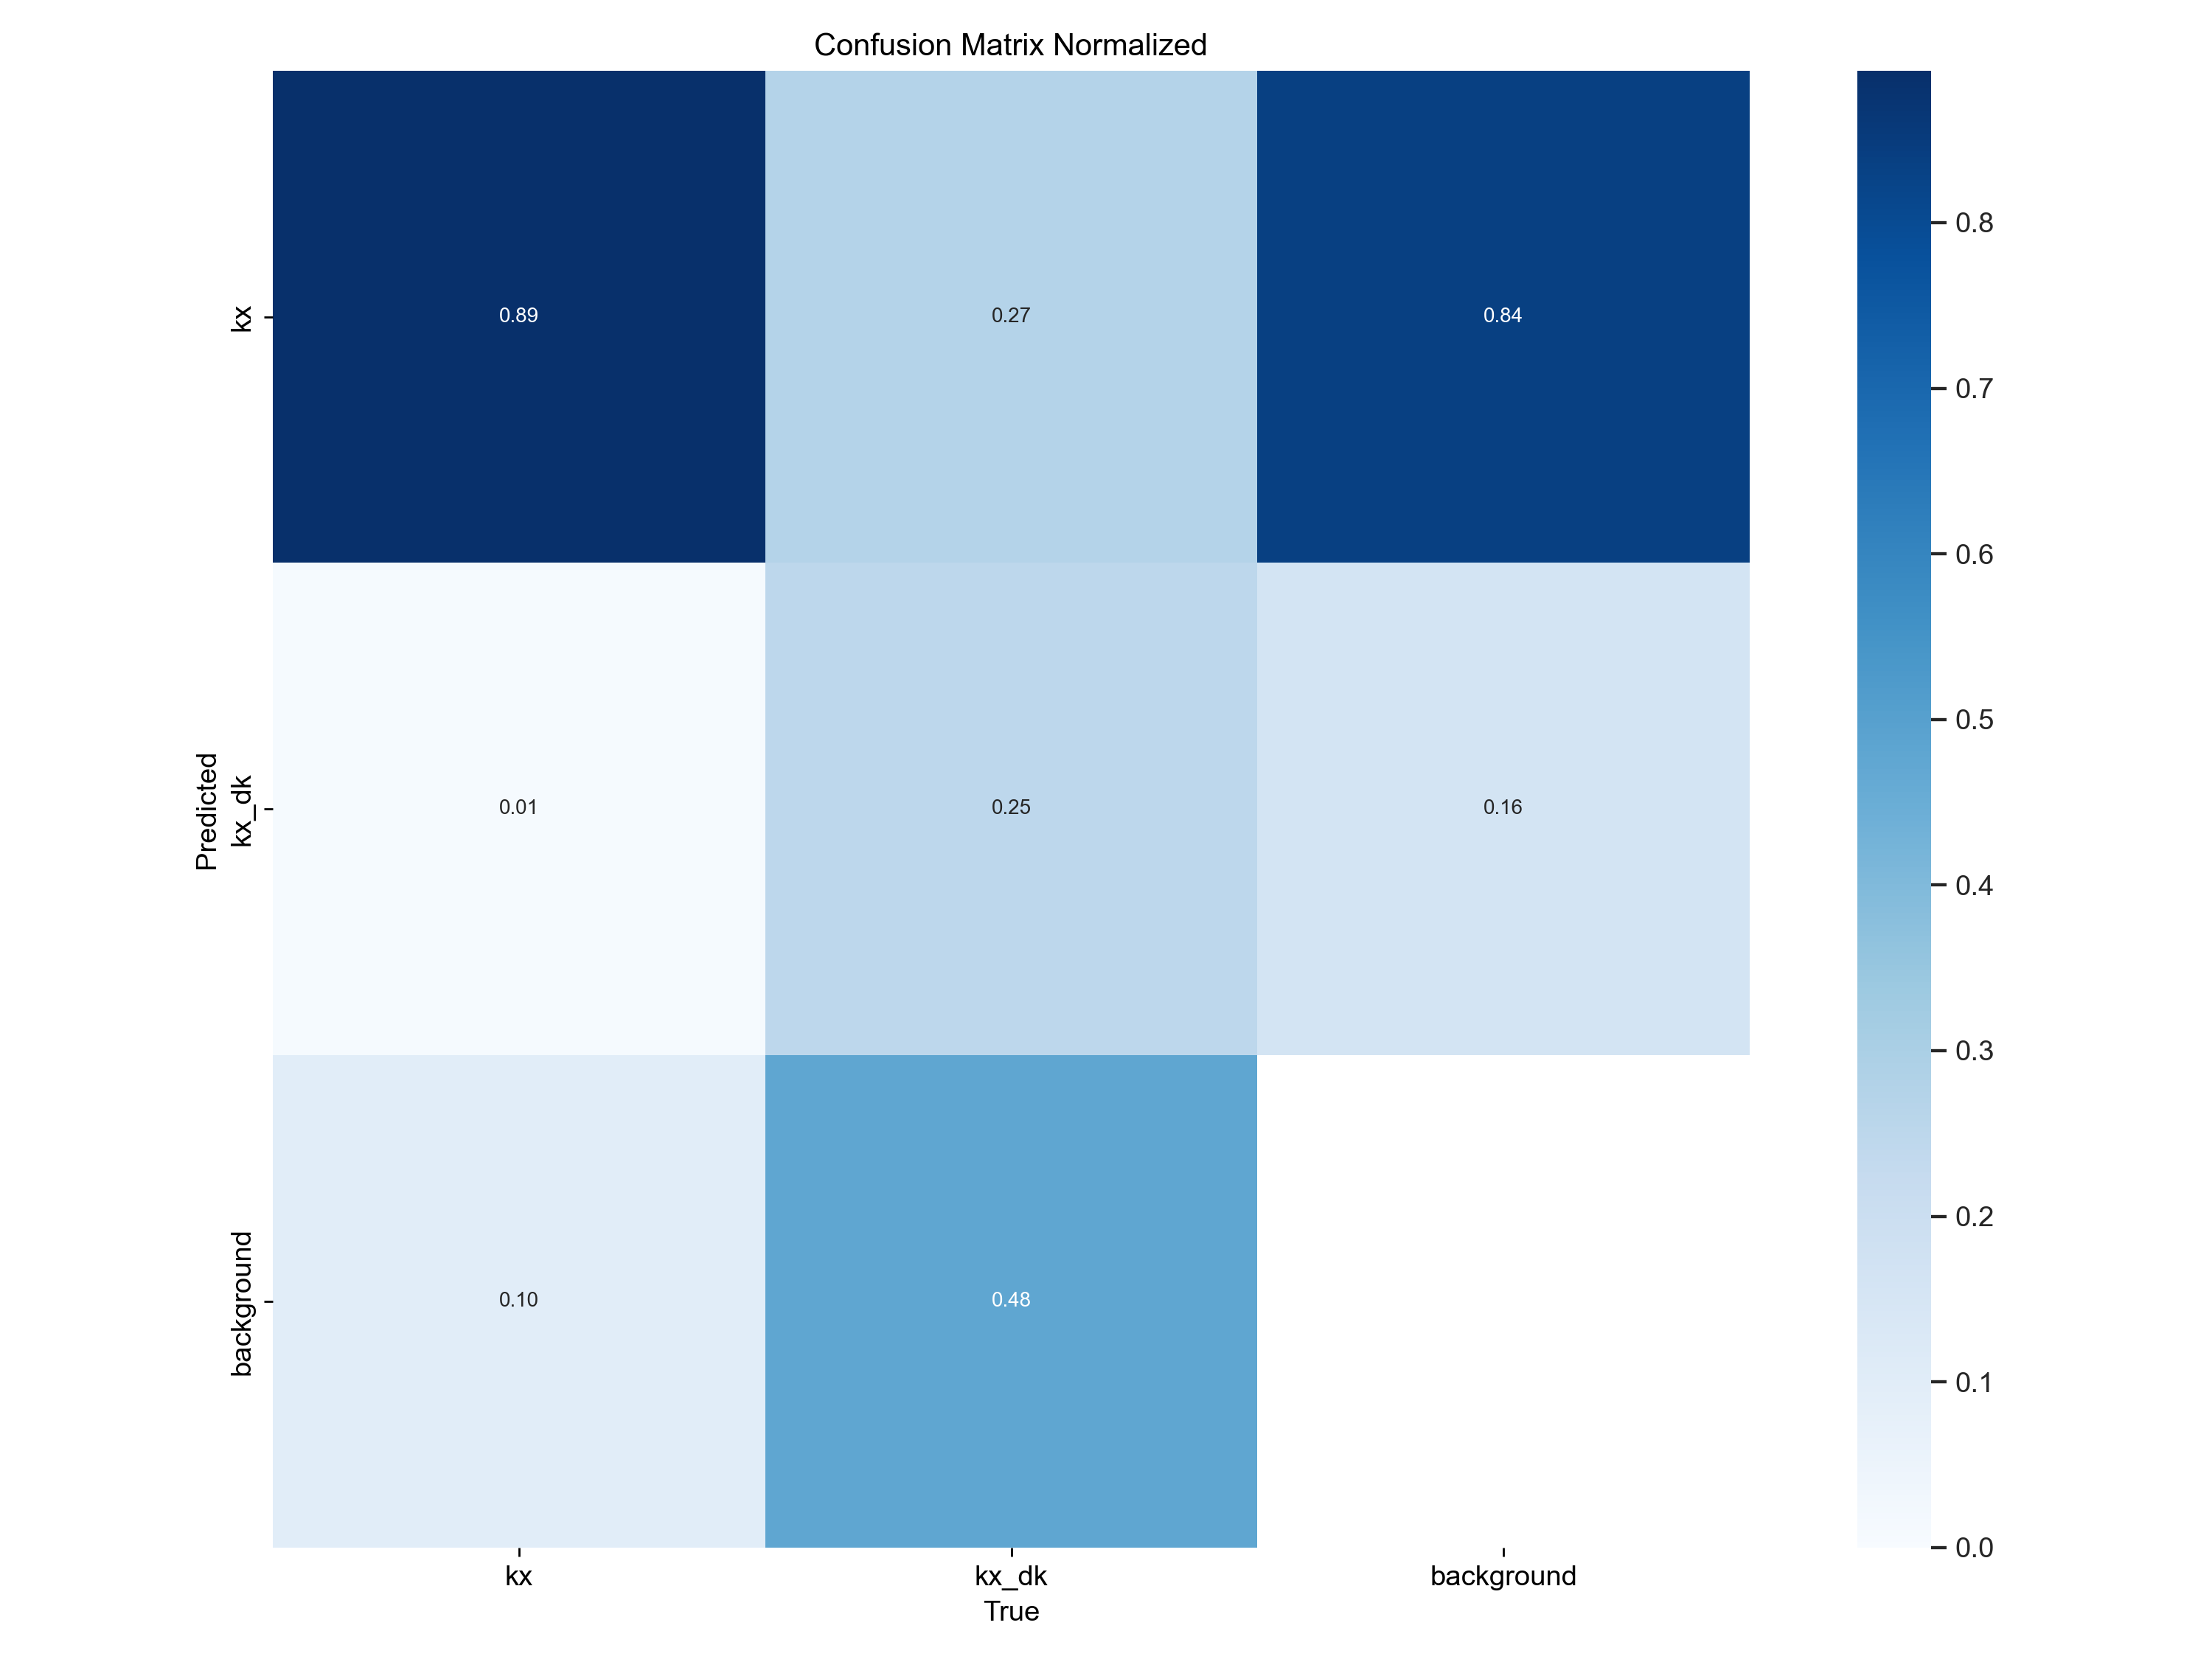 Confusion Matrix Normalized
kx
0.89
0.27
0.84
Predicted
kx_dk
0.01
0.25
0.16
background
0.10
0.48
kx
kx_dk
background
True
0.8
0.7
0.6
0.5
0.4
0.3
0.2
0.1
0.0